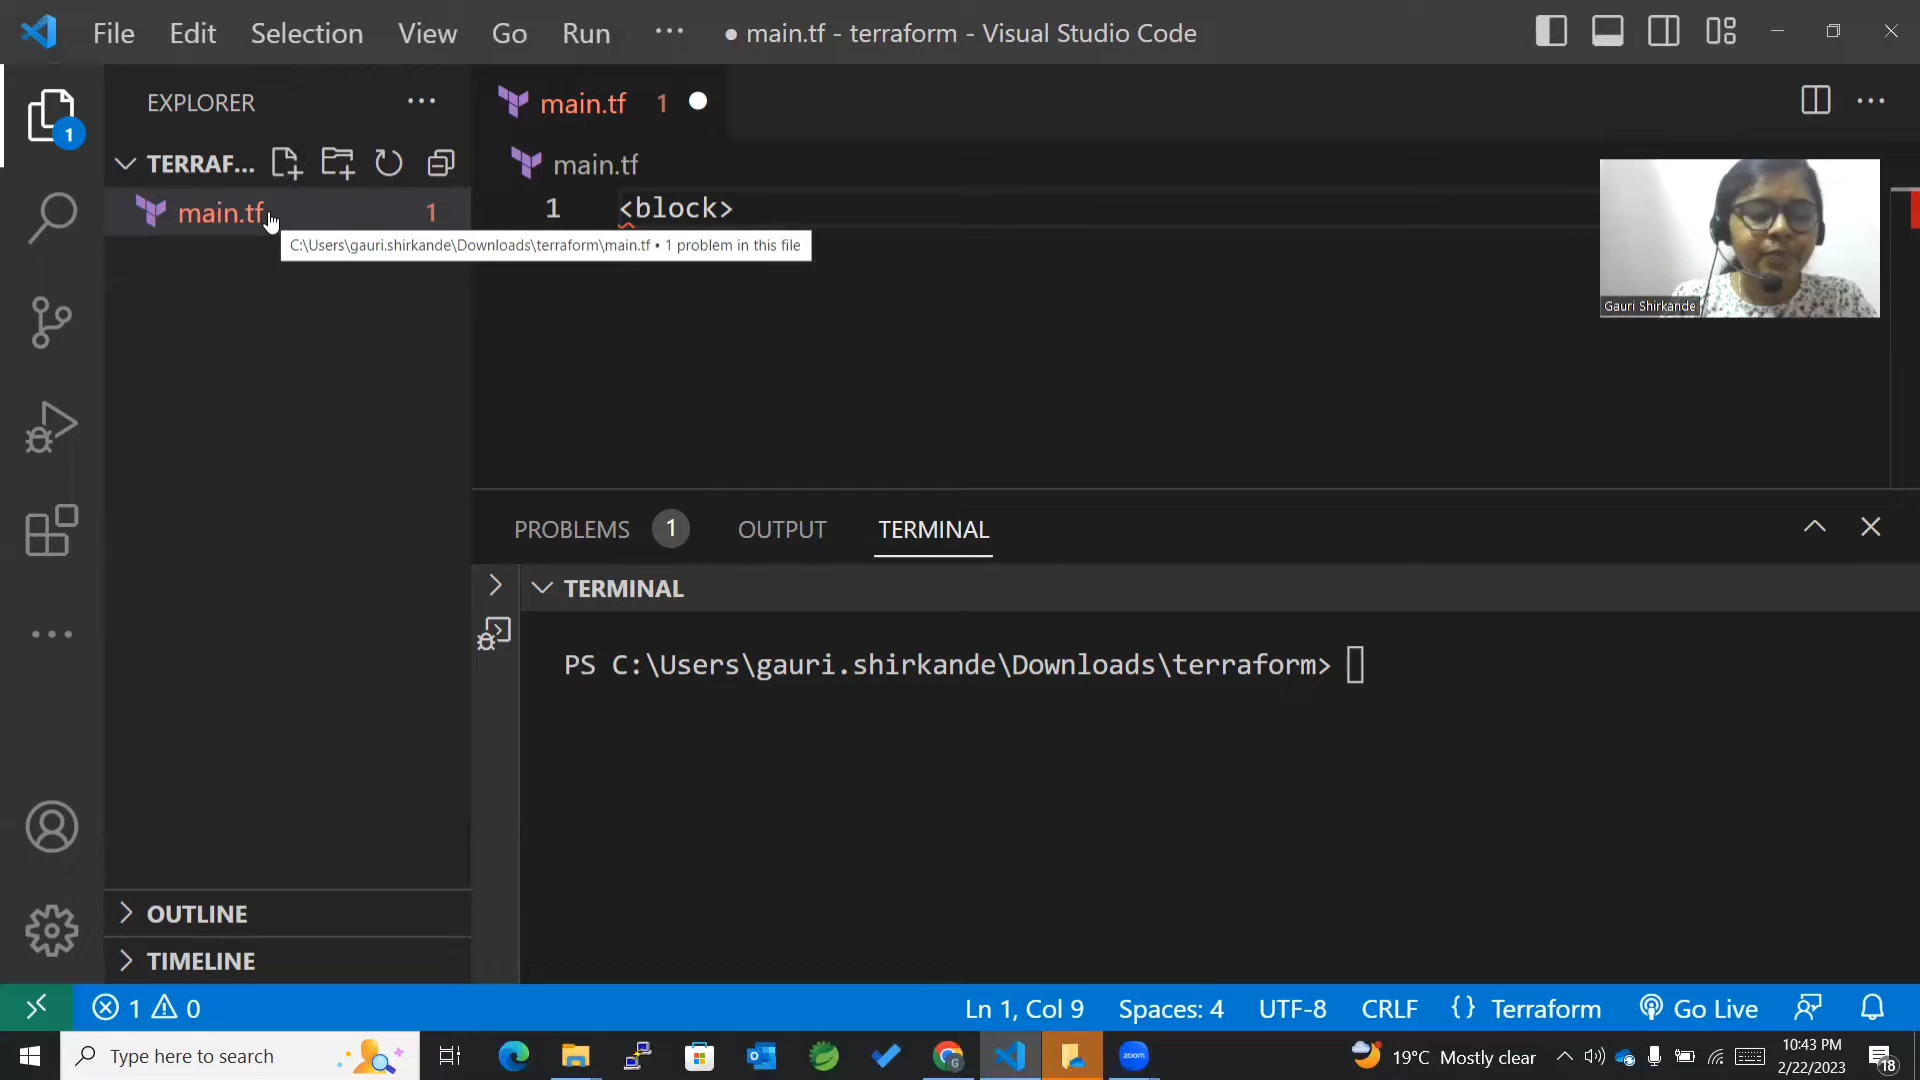 File Edit Selection View Go Run ··· ● main.tf - terraform - Visual Studio Code
EXPLORER ···
main.tf 1 ●
1
TERRAF...
main.tf
main.tf 1
1 <block>
C:\Users\gauri.shirkande\Downloads\terraform\main.tf • 1 problem in this file
Gauri Shirkande
PROBLEMS 1 OUTPUT TERMINAL
TERMINAL
PS C:\Users\gauri.shirkande\Downloads\terraform>
OUTLINE
TIMELINE
1 0 Ln 1, Col 9 Spaces: 4 UTF-8 CRLF {} Terraform Go Live
Type here to search
zoom
19°C Mostly clear
10:43 PM
2/22/2023
18